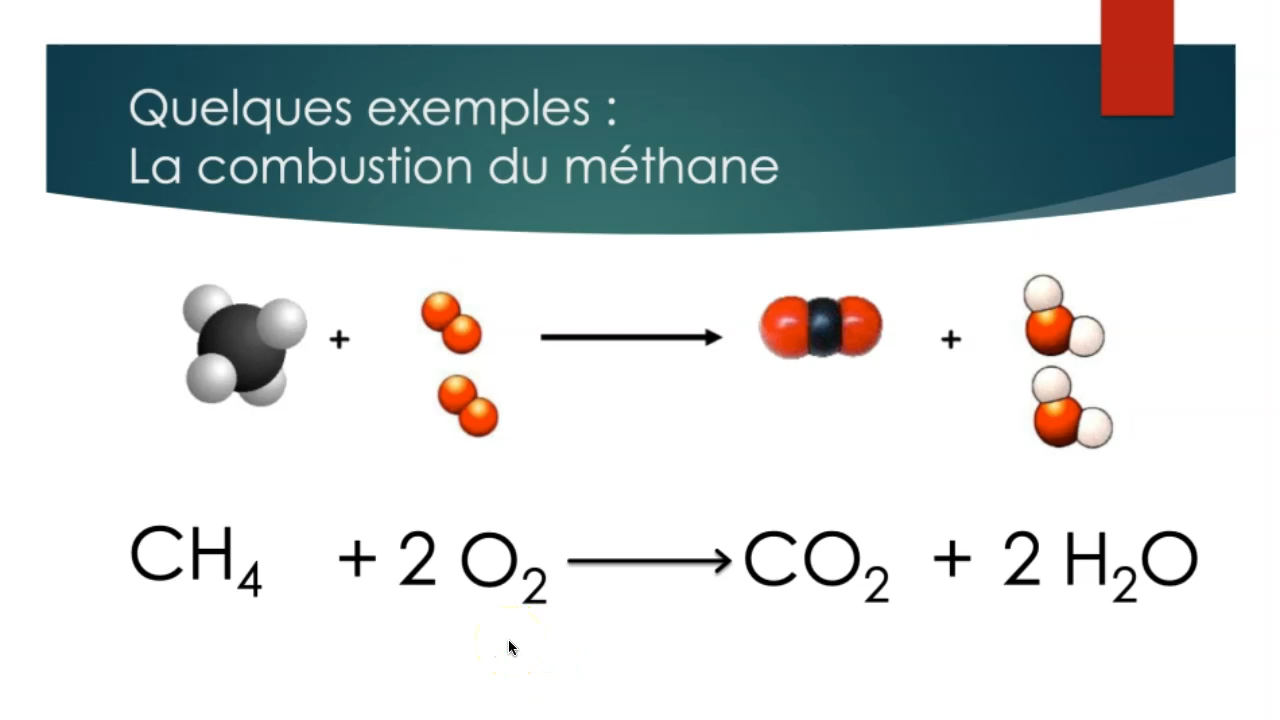 Quelques exemples :
La combustion du méthane
+ +
CH₄ + 2 O₂ ⟶ CO₂ + 2 H₂O